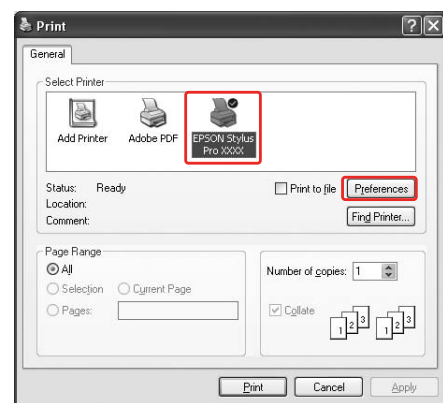 Print
General
Select Printer
Add Printer Adobe PDF EPSON Stylus
Pro XXXX
Status: Ready Print to file Preferences
Location:
Comment: Find Printer...
Page Range
All Number of copies: 1
Selection Current Page
Pages: Collate
1 2 3 1 2 3
Print Cancel Apply